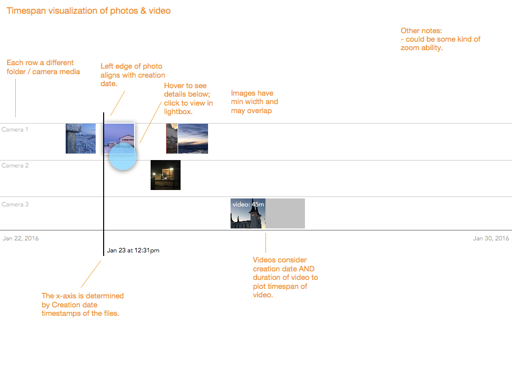 Timespan visualization of photos & video
Other notes:
- could be some kind of
zoom ability.
Each row a different
folder / camera media
Left edge of photo
aligns with creation
date.
Hover to see
details below;
click to view in
lightbox.
Images have
min width and
may overlap
Camera 1
Camera 2
Camera 3
video: 45m
Jan 22, 2016
Jan 30, 2016
Jan 23 at 12:31pm
Videos consider
creation date AND
duration of video to
plot timespan of
video.
The x-axis is determined
by Creation date
timestamps of the files.